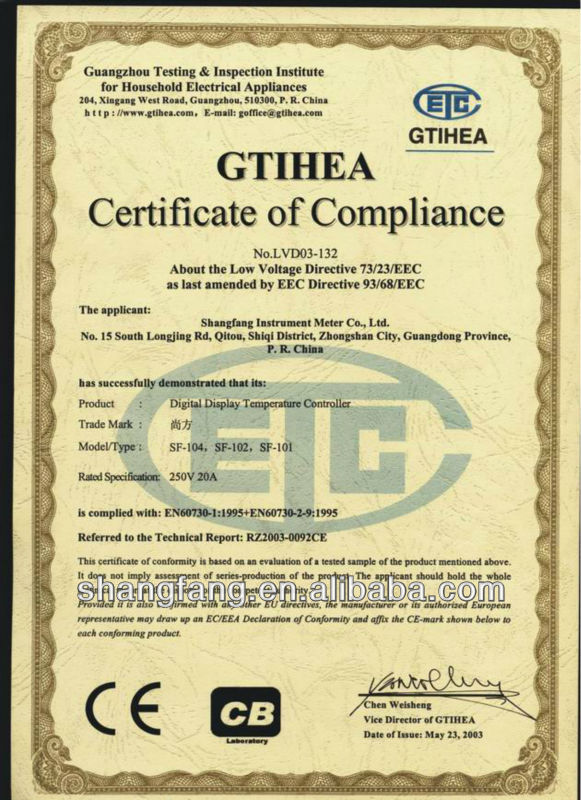 Guangzhou Testing & Inspection Institute
for Household Electrical Appliances
204, Xingang West Road, Guangzhou, 510300, P. R. China
http://www.gtihea.com, E-mail: goffice@gtihea.com
ETC
GTIHEA
GTIHEA
Certificate of Compliance
No.LVD03-132
About the Low Voltage Directive 73/23/EEC
as last amended by EEC Directive 93/68/EEC
The applicant:
Shangfang Instrument Meter Co., Ltd.
No. 15 South Longjing Rd, Qitou, Shiqi District, Zhongshan City, Guangdong Province,
P. R. China
has successfully demonstrated that its:
Product : Digital Display Temperature Controller
Trade Mark : 尚方
Model/Type : SF-104, SF-102, SF-101
Rated Specification: 250V 20A
ETC
is complied with: EN60730-1:1995+EN60730-2-9:1995
Referred to the Technical Report: RZ2003-0092CE
This certificate of conformity is based on an evaluation of a tested sample of the product mentioned above.
It does not imply assessment of series-production of the product. The applicant should hold the whole
shangfang.en.alibaba.com
Provided it is also confirmed with all other EU directives, the manufacturer or its authorized European
representative may draw up an EC/EEA Declaration of Conformity and affix the CE-mark shown below to
each conforming product.
CE
CB
Laboratory
Chen Weisheng
Vice Director of GTIHEA
Date of Issue: May 23, 2003